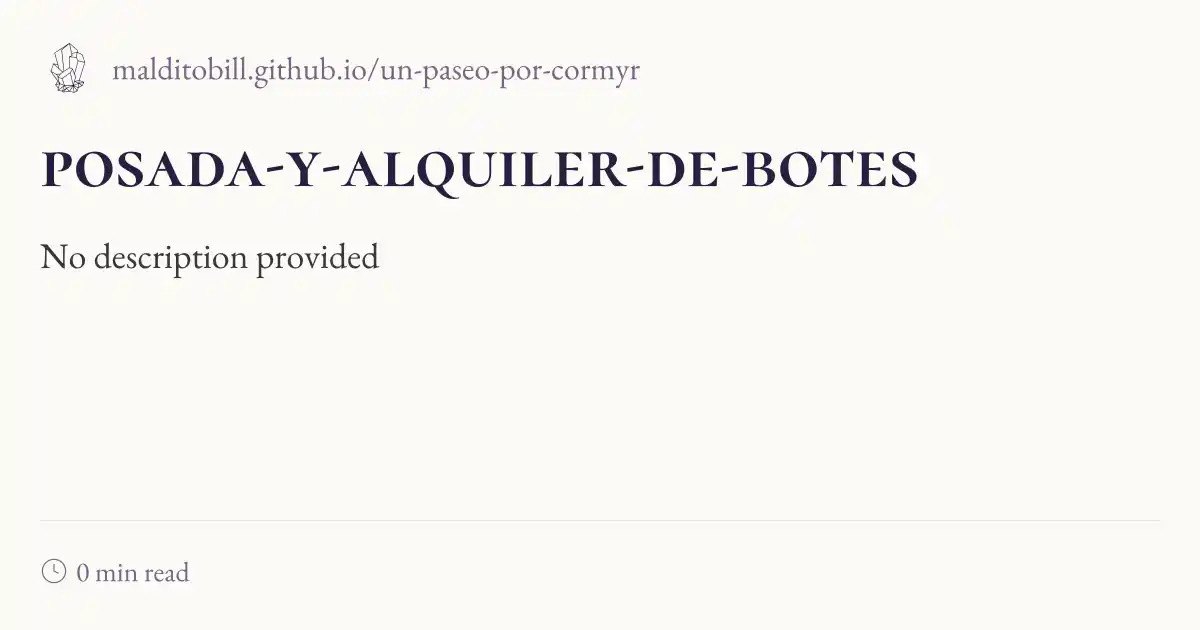 malditobill.github.io/un-paseo-por-cormyr
POSADA-Y-ALQUILER-DE-BOTES
No description provided
0 min read